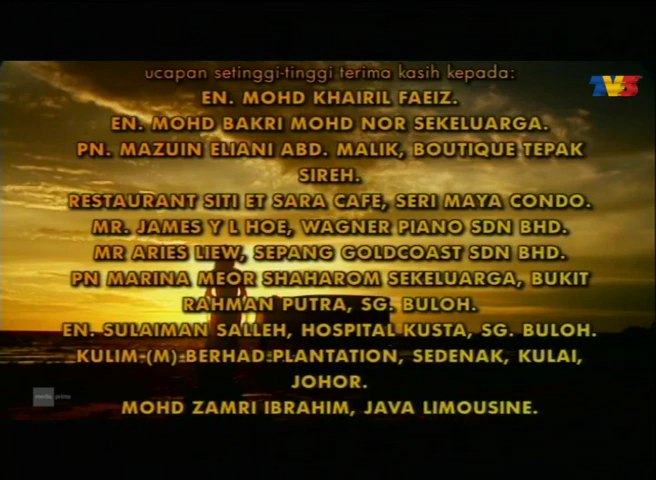 ucapan setinggi-tinggi terima kasih kepada:
TV3
EN. MOHD KHAIRIL FAEIZ.
EN. MOHD BAKRI MOHD NOR SEKELUARGA.
PN. MAZUIN ELIANI ABD. MALIK, BOUTIQUE TEPAK
SIREH.
RESTAURANT SITI ET SARA CAFE, SERI MAYA CONDO.
MR. JAMES Y L HOE, WAGNER PIANO SDN BHD.
MR ARIES LIEW, SEPANG GOLDCOAST SDN BHD.
PN MARINA MEOR SHAHAROM SEKELUARGA, BUKIT
RAHMAN PUTRA, SG. BULOH.
EN. SULAIMAN SALLEH, HOSPITAL KUSTA, SG. BULOH.
KULIM (M) BERHAD PLANTATION, SEDENAK, KULAI,
JOHOR.
media prima
MOHD ZAMRI IBRAHIM, JAVA LIMOUSINE.